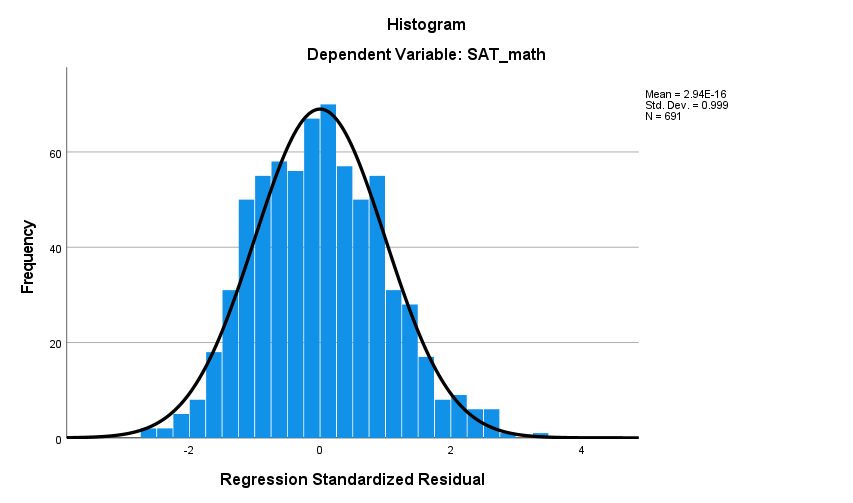 Histogram
Dependent Variable: SAT_math
Mean = 2.94E-16
Std. Dev. = 0.999
N = 691
Frequency
60
40
20
0
-2
0
2
4
Regression Standardized Residual